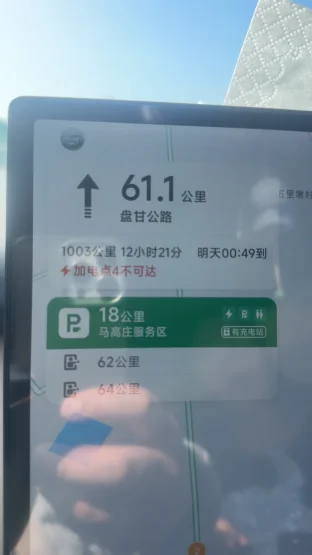 61.1公里
盘甘公路
1003公里 12小时21分 明天00:49到
加电点4不可达
P 18公里
马高庄服务区
有充电站
62公里
64公里